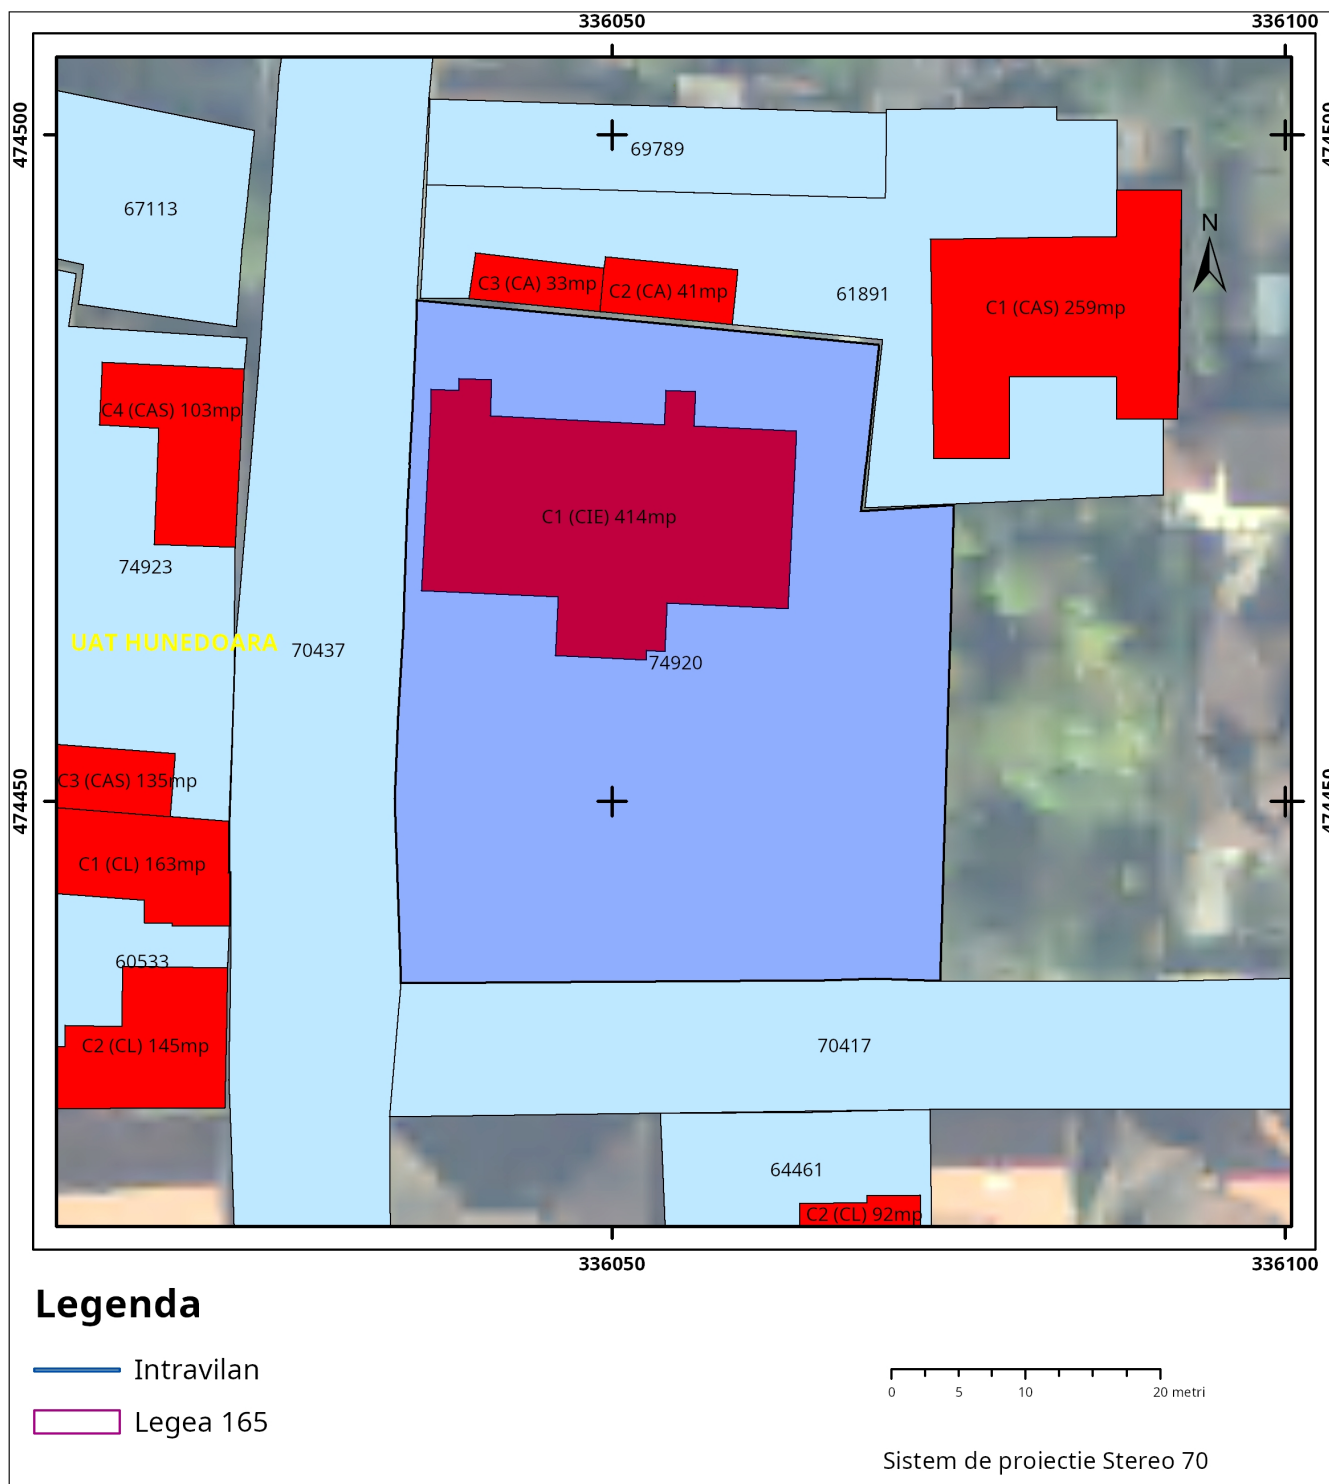 336050
336100
474500
69789
67113
N
C3 (CA) 33mp
C2 (CA) 41mp
61891
C1 (CAS) 259mp
C4 (CAS) 103mp
C1 (CIE) 414mp
74923
UAT HUNEDOARA
70437
74920
C3 (CAS) 135mp
474450
474450
C1 (CL) 163mp
60533
C2 (CL) 145mp
70417
64461
C2 (CL) 92mp
336050
336100
Legenda
Intravilan
Legea 165
0 5 10 20 metri
Sistem de proiectie Stereo 70